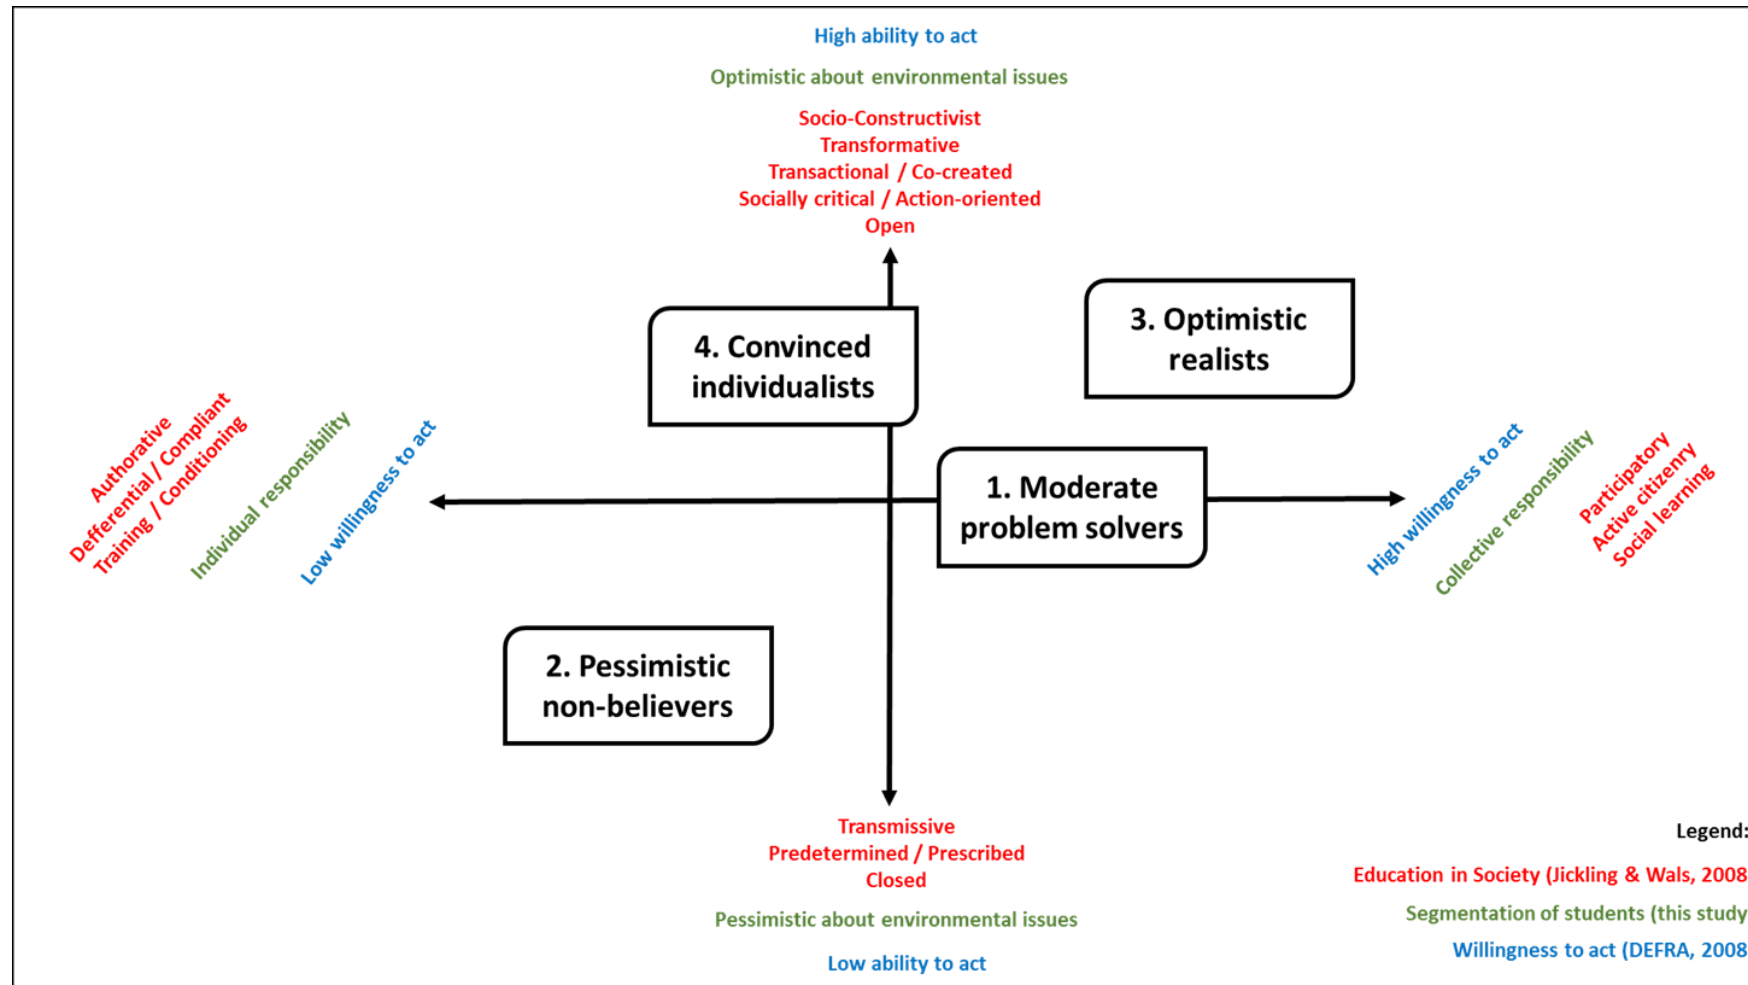 High ability to act
Optimistic about environmental issues
Socio-Constructivist
Transformative
Transactional / Co-created
Socially critical / Action-oriented
Open
4. Convinced
individualists
3. Optimistic
realists
Authorative
Defferential / Compliant
Training / Conditioning
Individual responsibility
Low willingness to act
1. Moderate
problem solvers
High willingness to act
Collective responsibility
Participatory
Active citizenry
Social learning
2. Pessimistic
non-believers
Transmissive
Predetermined / Prescribed
Closed
Pessimistic about environmental issues
Low ability to act
Legend:
Education in Society (Jickling & Wals, 2008
Segmentation of students (this study
Willingness to act (DEFRA, 2008